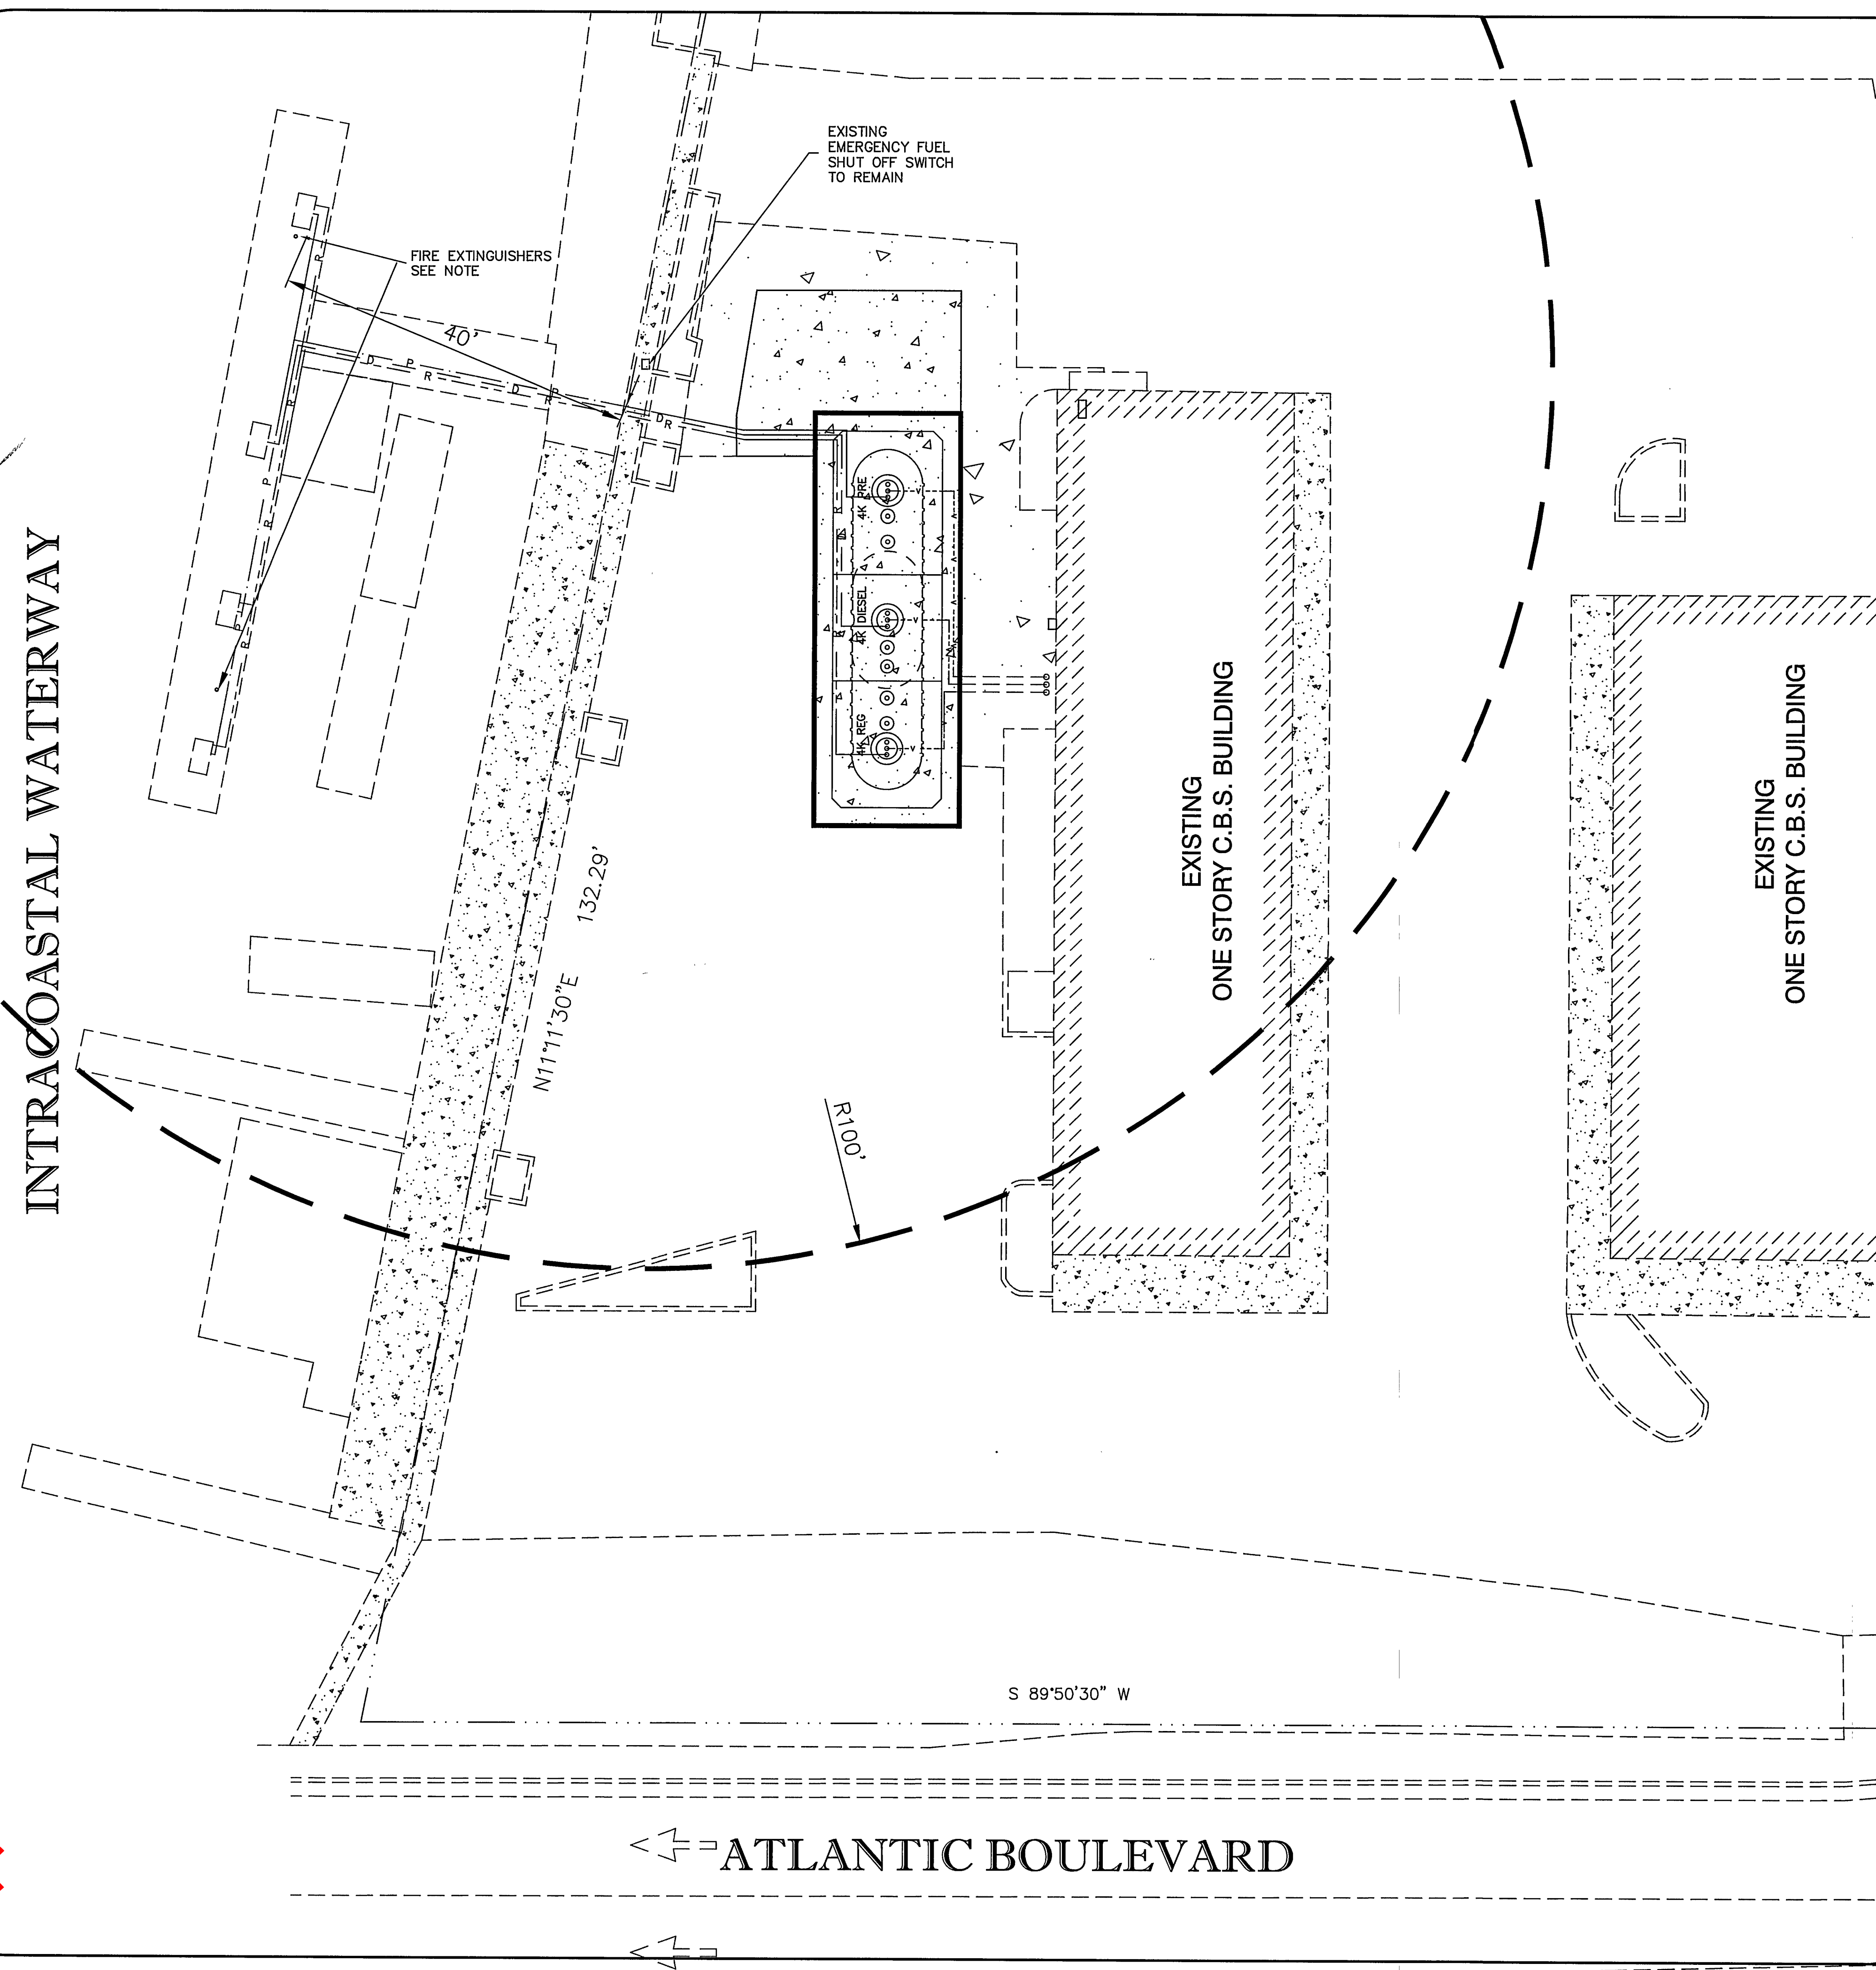 EXISTING
EMERGENCY FUEL
SHUT OFF SWITCH
TO REMAIN
FIRE EXTINGUISHERS
SEE NOTE
40'
R
D P R D P R
D R
R
P
R
P
R
R
R
4K PRE
V
4K DIESEL
V
4K REG
V
INTRACOASTAL WATERWAY
N11°11'30"E 132.29'
R100'
EXISTING
ONE STORY C.B.S. BUILDING
EXISTING
ONE STORY C.B.S. BUILDING
S 89°50'30" W
ATLANTIC BOULEVARD